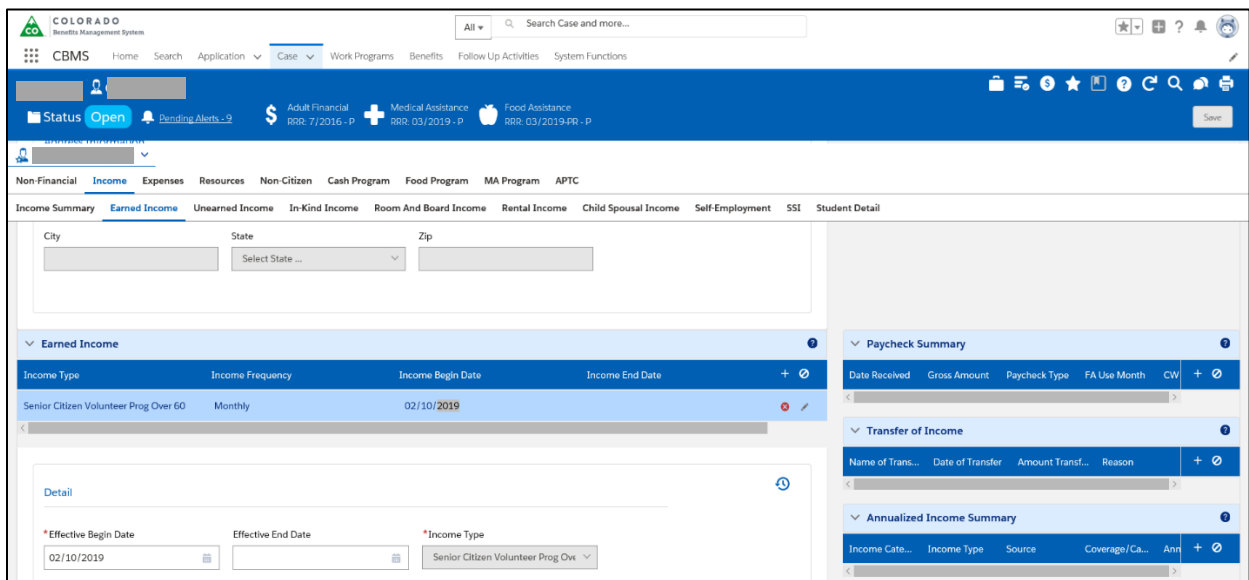 COLORADO
Benefits Management System
All
Search Case and more...
CBMS Home Search Application Case Work Programs Benefits Follow Up Activities System Functions
Status Open Pending Alerts - 9
Adult Financial
RRR: 7/2016 - P
Medical Assistance
RRR: 03/2019 - P
Food Assistance
RRR: 03/2019-PR - P
Save
Address Information
Non-Financial Income Expenses Resources Non-Citizen Cash Program Food Program MA Program APTC
Income Summary Earned Income Unearned Income In-Kind Income Room And Board Income Rental Income Child Spousal Income Self-Employment SSI Student Detail
City State Zip
Select State ...
Earned Income
Income Type Income Frequency Income Begin Date Income End Date
Senior Citizen Volunteer Prog Over 60 Monthly 02/10/2019
Detail
*Effective Begin Date Effective End Date *Income Type
02/10/2019 Senior Citizen Volunteer Prog Ove
Paycheck Summary
Date Received Gross Amount Paycheck Type FA Use Month CW
Transfer of Income
Name of Trans... Date of Transfer Amount Transf... Reason
Annualized Income Summary
Income Cate... Income Type Source Coverage/Ca... Ann